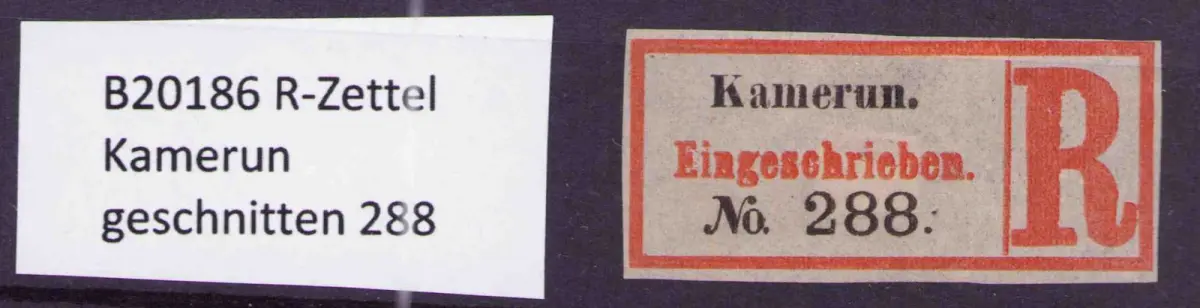 B20186 R-Zettel
Kamerun
geschnitten 288
Kamerun.
Eingeschrieben.
No. 288.
R